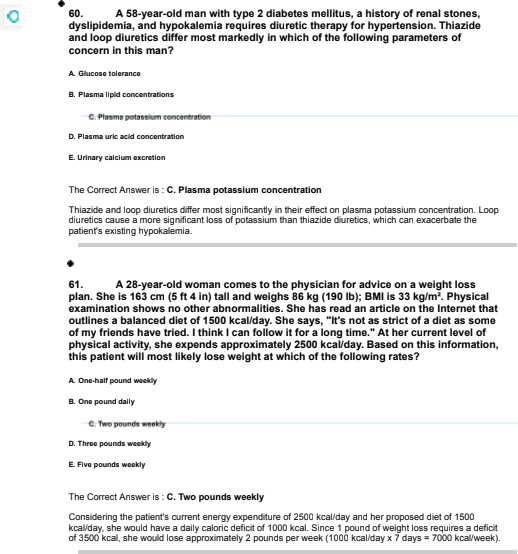 60. A 58-year-old man with type 2 diabetes mellitus, a history of renal stones,
dyslipidemia, and hypokalemia requires diuretic therapy for hypertension. Thiazide
and loop diuretics differ most markedly in which of the following parameters of
concern in this man?
A. Glucose tolerance
B. Plasma lipid concentrations
C. Plasma potassium concentration
D. Plasma uric acid concentration
E. Urinary calcium excretion
The Correct Answer is : C. Plasma potassium concentration
Thiazide and loop diuretics differ most significantly in their effect on plasma potassium concentration. Loop
diuretics cause a more significant loss of potassium than thiazide diuretics, which can exacerbate the
patient's existing hypokalemia.
61. A 28-year-old woman comes to the physician for advice on a weight loss
plan. She is 163 cm (5 ft 4 in) tall and weighs 86 kg (190 lb); BMI is 33 kg/m². Physical
examination shows no other abnormalities. She has read an article on the Internet that
outlines a balanced diet of 1500 kcal/day. She says, "It's not as strict of a diet as some
of my friends have tried. I think I can follow it for a long time." At her current level of
physical activity, she expends approximately 2500 kcal/day. Based on this information,
this patient will most likely lose weight at which of the following rates?
A. One-half pound weekly
B. One pound daily
C. Two pounds weekly
D. Three pounds weekly
E. Five pounds weekly
The Correct Answer is : C. Two pounds weekly
Considering the patient's current energy expenditure of 2500 kcal/day and her proposed diet of 1500
kcal/day, she would have a daily caloric deficit of 1000 kcal. Since 1 pound of weight loss requires a deficit
of 3500 kcal, she would lose approximately 2 pounds per week (1000 kcal/day x 7 days = 7000 kcal/week).